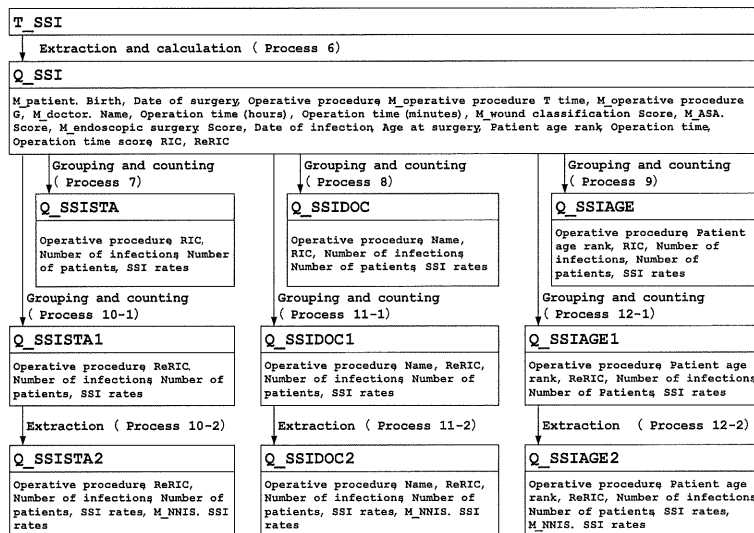 T_SSI
Extraction and calculation ( Process 6)
Q_SSI
M_patient. Birth, Date of surgery, Operative procedure, M_operative procedure T time, M_operative procedure
G, M_doctor. Name, Operation time (hours), Operation time (minutes), M_wound classification Score, M_ASA.
Score, M_endoscopic surgery. Score, Date of infection, Age at surgery, Patient age rank, Operation time,
Operation time score, RIC, ReRIC
Grouping and counting
( Process 7)
Grouping and counting
( Process 8)
Grouping and counting
( Process 9)
Q_SSISTA
Operative procedure, RIC,
Number of infections, Number
of patients, SSI rates
Q_SSIDOC
Operative procedure, Name,
RIC, Number of infections,
Number of patients, SSI rates
Q_SSIAGE
Operative procedure, Patient
age rank, RIC, Number of
infections, Number of
patients, SSI rates
Grouping and counting
( Process 10-1)
Grouping and counting
( Process 11-1)
Grouping and counting
( Process 12-1)
Q_SSISTA1
Operative procedure, ReRIC,
Number of infections, Number of
patients, SSI rates
Q_SSIDOC1
Operative procedure, Name, ReRIC,
Number of infections, Number of
patients, SSI rates
Q_SSIAGE1
Operative procedure, Patient age
rank, ReRIC, Number of infections,
Number of Patients, SSI rates
Extraction ( Process 10-2)
Extraction ( Process 11-2)
Extraction ( Process 12-2)
Q_SSISTA2
Operative procedure, ReRIC,
Number of infections, Number of
patients, SSI rates, M_NNIS. SSI
rates
Q_SSIDOC2
Operative procedure, Name, ReRIC,
Number of infections, Number of
patients, SSI rates, M_NNIS. SSI
rates
Q_SSIAGE2
Operative procedure, Patient age
rank, ReRIC, Number of infections,
Number of patients, SSI rates,
M_NNIS. SSI rates